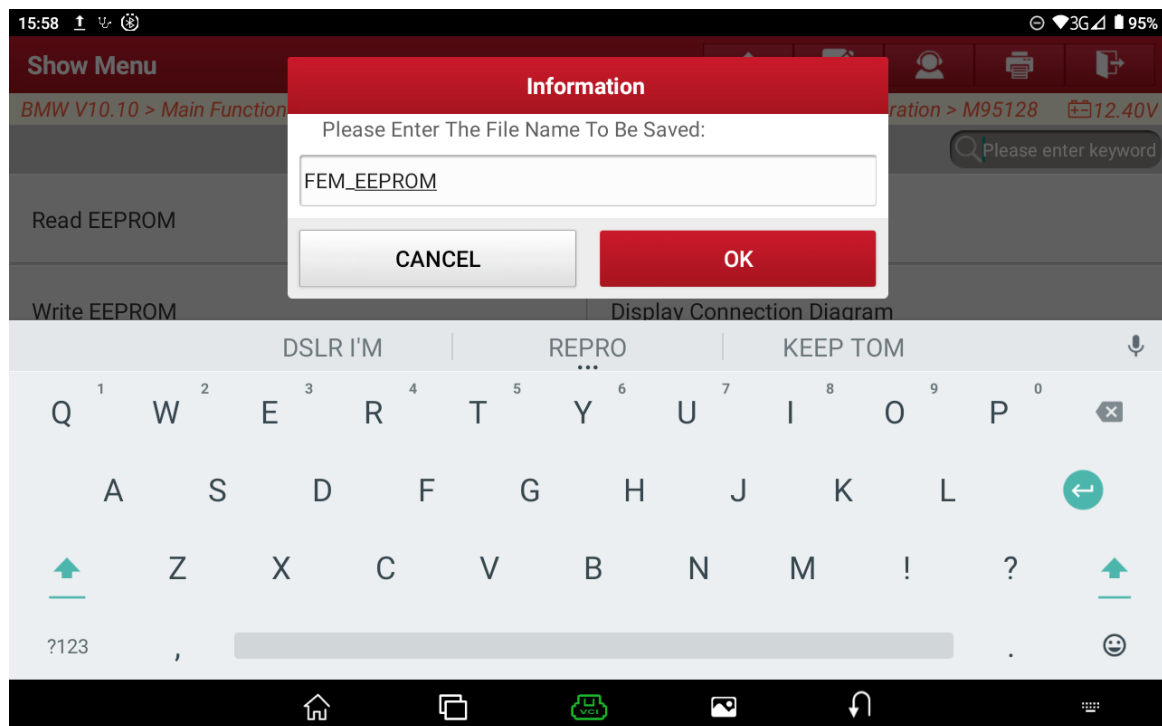 15:58 3G 95%
Show Menu
Information
BMW V10.10 > Main Function
ration > M95128 12.40V
Please Enter The File Name To Be Saved:
Please enter keyword
FEM_EEPROM
Read EEPROM
CANCEL OK
Write EEPROM Display Connection Diagram
DSLR I'M REPRO KEEP TOM
1 2 3 4 5 6 7 8 9 0
Q W E R T Y U I O P
A S D F G H J K L
Z X C V B N M ! ?
?123 , .
VCI